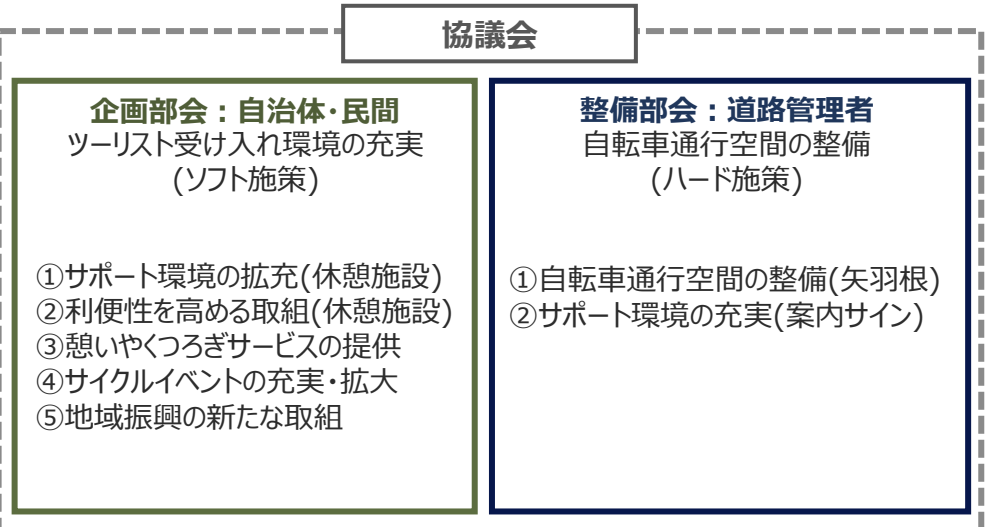 協議会
企画部会：自治体・民間
ツーリスト受け入れ環境の充実
(ソフト施策)
①サポート環境の拡充(休憩施設)
②利便性を高める取組(休憩施設)
③憩いやくつろぎサービスの提供
④サイクルイベントの充実・拡大
⑤地域振興の新たな取組
整備部会：道路管理者
自転車通行空間の整備
(ハード施策)
①自転車通行空間の整備(矢羽根)
②サポート環境の充実(案内サイン)